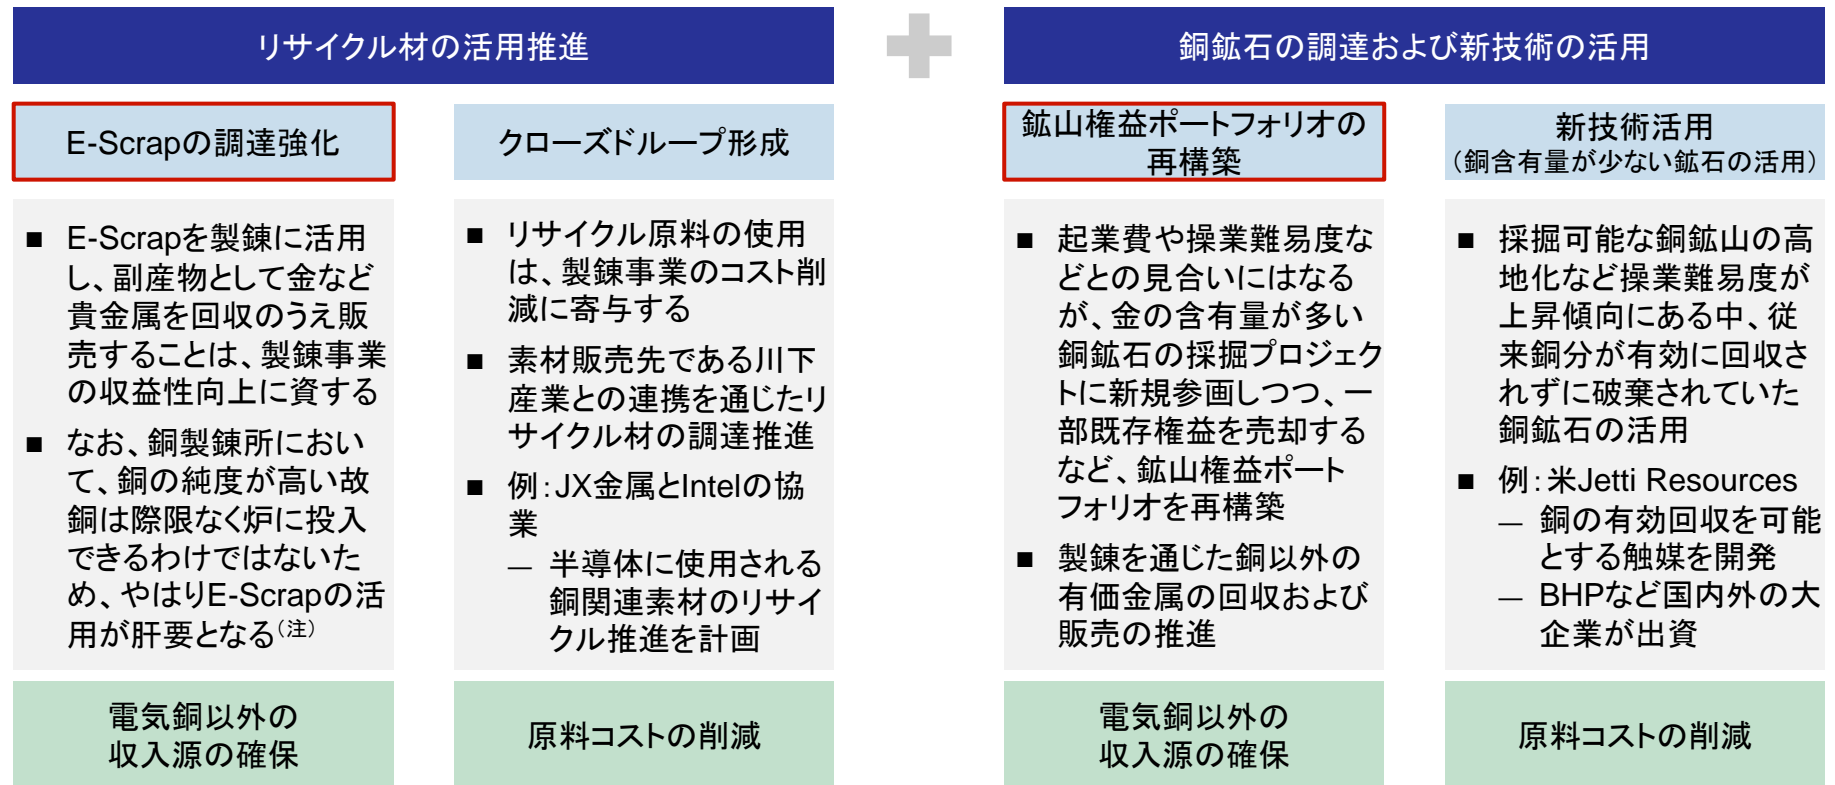 リサイクル材の活用推進
E-Scrapの調達強化
■ E-Scrapを製錬に活用
し、副産物として金など
貴金属を回収のうえ販
売することは、製錬事業
の収益性向上に資する
■ なお、銅製錬所におい
て、銅の純度が高い故
銅は際限なく炉に投入
できるわけではないた
め、やはりE-Scrapの活
用が肝要となる(注)
電気銅以外の
収入源の確保
クローズドループ形成
■ リサイクル原料の使用
は、製錬事業のコスト削
減に寄与する
■ 素材販売先である川下
産業との連携を通じたリ
サイクル材の調達推進
■ 例：JX金属とIntelの協
業
― 半導体に使用される
銅関連素材のリサイ
クル推進を計画
原料コストの削減
銅鉱石の調達および新技術の活用
鉱山権益ポートフォリオの
再構築
■ 起業費や操業難易度な
どとの見合いにはなる
が、金の含有量が多い
銅鉱石の採掘プロジェク
トに新規参画しつつ、一
部既存権益を売却する
など、鉱山権益ポート
フォリオを再構築
■ 製錬を通じた銅以外の
有価金属の回収および
販売の推進
電気銅以外の
収入源の確保
新技術活用
（銅含有量が少ない鉱石の活用）
■ 採掘可能な銅鉱山の高
地化など操業難易度が
上昇傾向にある中、従
来銅分が有効に回収さ
れずに破棄されていた
銅鉱石の活用
■ 例：米Jetti Resources
― 銅の有効回収を可能
とする触媒を開発
― BHPなど国内外の大
企業が出資
原料コストの削減